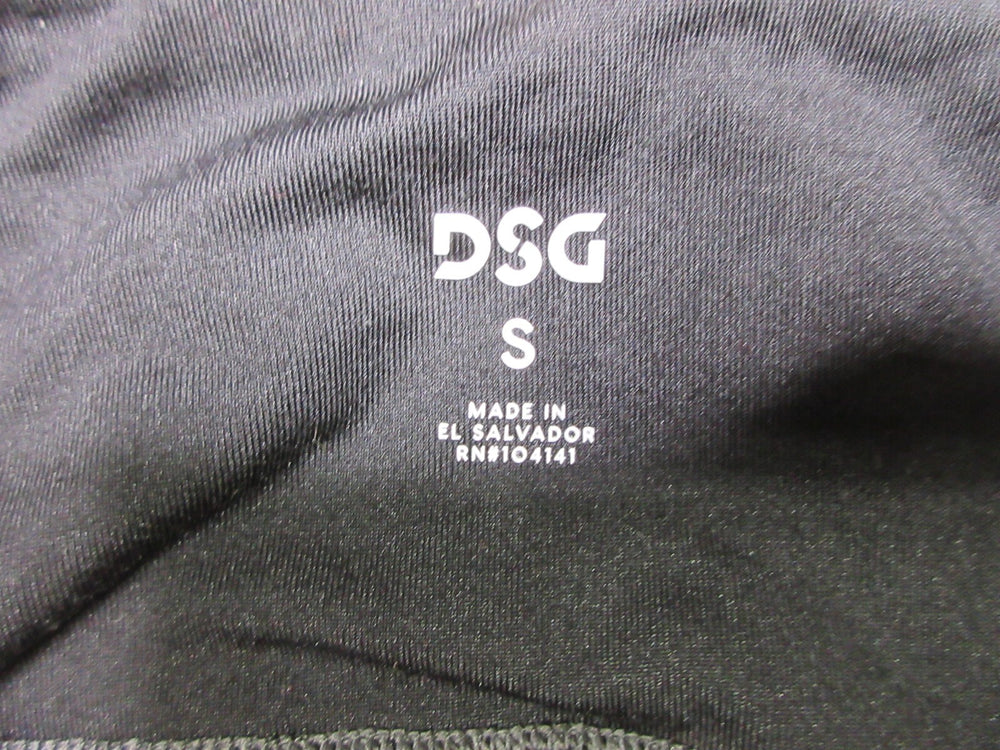 DSG
S
MADE IN
EL SALVADOR
RN#104141